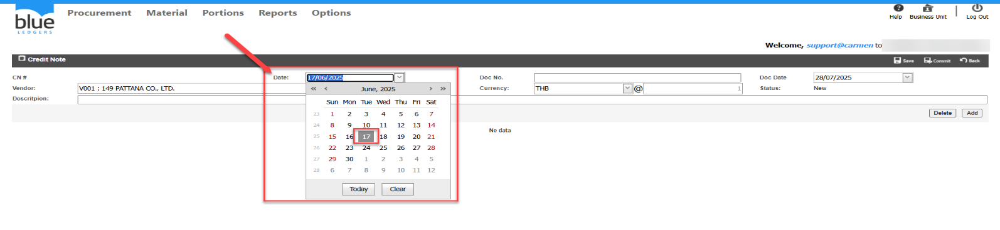 blue
LEDGERS
Procurement Material Portions Reports Options
Help Business Unit Log Out
Welcome, support@carmen to
Credit Note
Save Commit Back
CN # Date: 17/06/2025 Doc No. Doc Date 28/07/2025
Vendor: V001 : 149 PATTANA CO., LTD. Currency: THB @ 1 Status: New
Descritpion:
Delete Add
No data
June, 2025
Sun Mon Tue Wed Thu Fri Sat
23 1 2 3 4 5 6 7
24 8 9 10 11 12 13 14
25 15 16 17 18 19 20 21
26 22 23 24 25 26 27 28
27 29 30 1 2 3 4 5
28 6 7 8 9 10 11 12
Today Clear